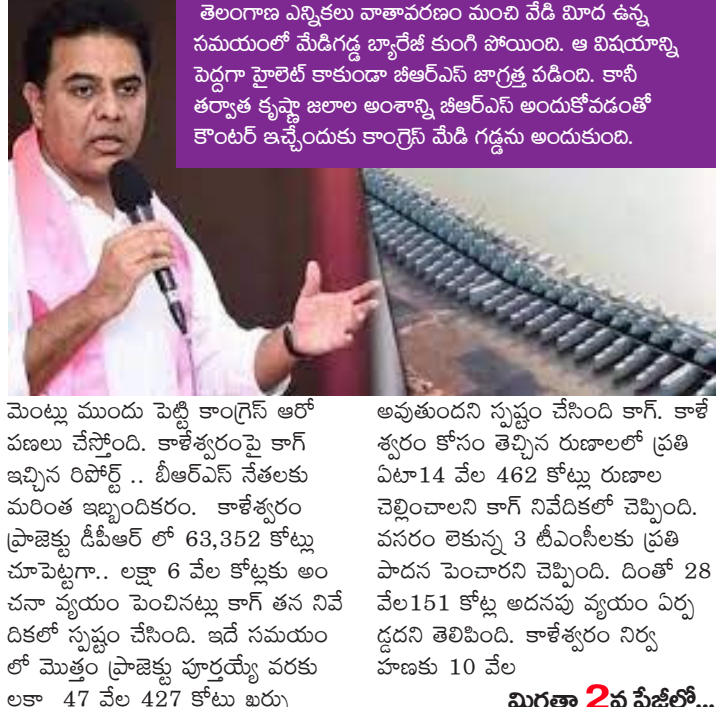 తెలంగాణ ఎన్నికలు వాతావరణం మంచి వేడి మీద ఉన్న
సమయంలో మేడిగడ్డ బ్యారేజీ కుంగి పోయింది. ఆ విషయాన్ని
పెద్దగా హైలెట్ కాకుండా బీఆర్ఎస్ జాగ్రత్త పడింది. కానీ
తర్వాత కృష్ణా జలాల అంశాన్ని బీఆర్ఎస్ అందుకోవడంతో
కౌంటర్ ఇచ్చేందుకు కాంగ్రెస్ మేడి గడ్డను అందుకుంది.
మెంట్లు ముందు పెట్టి కాంగ్రెస్ ఆరో
పణలు చేస్తోంది. కాళేశ్వరంపై కాగ్
ఇచ్చిన రిపోర్ట్ .. బీఆర్ఎస్ నేతలకు
మరింత ఇబ్బందికరం. కాళేశ్వరం
ప్రాజెక్టు డీపీఆర్ లో 63,352 కోట్లు
చూపెట్టగా.. లక్షా 6 వేల కోట్లకు అం
చనా వ్యయం పెంచినట్లు కాగ్ తన నివే
దికలో స్పష్టం చేసింది. ఇదే సమయం
లో మొత్తం ప్రాజెక్టు పూర్తయ్యే వరకు
లక్షా 47 వేల 427 కోట్లు ఖర్చు
అవుతుందని స్పష్టం చేసింది కాగ్. కాళే
శ్వరం కోసం తెచ్చిన రుణాలలో ప్రతి
ఏటా14 వేల 462 కోట్లు రుణాల
చెల్లించాలని కాగ్ నివేదికలో చెప్పింది.
వసరం లేకున్న 3 టీఎంసీలకు ప్రతి
పాదన పెంచారని చెప్పింది. దింతో 28
వేల151 కోట్ల అదనపు వ్యయం ఏర్ప
డ్డదని తెలిపింది. కాళేశ్వరం నిర్వ
హణకు 10 వేల
మిగతా 2వ పేజీలో...